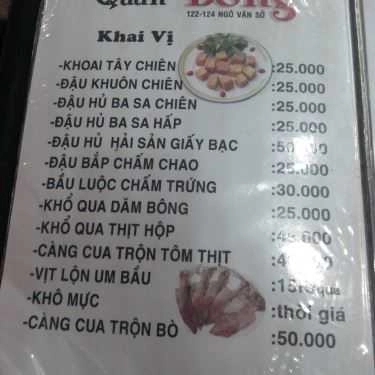 Quán Bông
122-124 NGÔ VĂN SỞ
Khai Vị
-KHOAI TÂY CHIÊN :25.000
-ĐẬU KHUÔN CHIÊN :25.000
-ĐẬU HỦ BA SA CHIÊN :25.000
-ĐẬU HỦ BA SA HẤP :25.000
-ĐẬU HỦ HẢI SẢN GIẤY BẠC
-ĐẬU BẮP CHẤM CHAO :25.000
-BẦU LUỘC CHẤM TRỨNG :30.000
-KHỔ QUA DĂM BÔNG :25.000
-KHỔ QUA THỊT HỘP
-CÀNG CUA TRỘN TÔM THỊT
-VỊT LỘN UM BẦU
-KHÔ MỰC :thời giá
-CÀNG CUA TRỘN BÒ :50.000